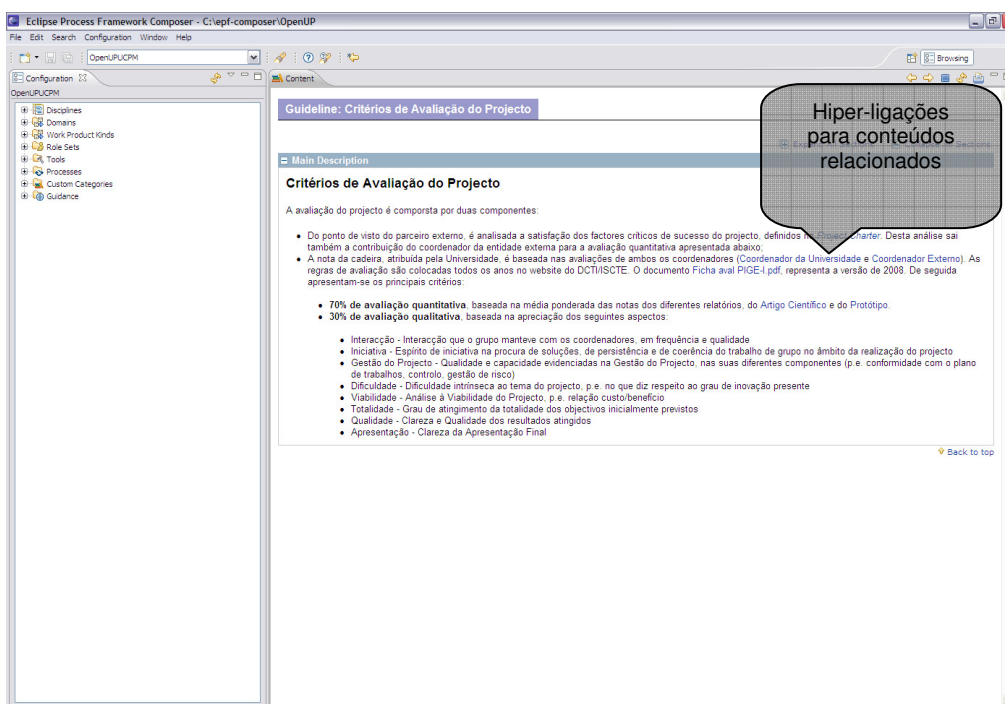 Eclipse Process Framework Composer - C:\epf-composer\OpenUP
File Edit Search Configuration Window Help
OpenUPUCPM
Browsing
Configuration
Content
OpenUPUCPM
Disciplines
Domains
Work Product Kinds
Role Sets
Tools
Processes
Custom Categories
Guidance
Hiper-ligações
para conteúdos
relacionados
Guideline: Critérios de Avaliação do Projecto
Sections
Main Description
Critérios de Avaliação do Projecto
A avaliação do projecto é comporsta por duas componentes:
Do ponto de visto do parceiro externo, é analisada a satisfação dos factores críticos de sucesso do projecto, definidos no Project Charter. Desta análise sai
também a contribuição do coordenador da entidade externa para a avaliação quantitativa apresentada abaixo;
A nota da cadeira, atribuída pela Universidade, é baseada nas avaliações de ambos os coordenadores (Coordenador da Universidade e Coordenador Externo). As
regras de avaliação são colocadas todos os anos no website do DCTI/ISCTE. O documento Ficha aval PIGE-I.pdf, representa a versão de 2008. De seguida
apresentam-se os principais critérios:
70% de avaliação quantitativa, baseada na média ponderada das notas dos diferentes relatórios, do Artigo Científico e do Protótipo.
30% de avaliação qualitativa, baseada na apreciação dos seguintes aspectos:
Interacção - Interacção que o grupo manteve com os coordenadores, em frequência e qualidade
Iniciativa - Espírito de iniciativa na procura de soluções, de persistência e de coerência do trabalho de grupo no âmbito da realização do projecto
Gestão do Projecto - Qualidade e capacidade evidenciadas na Gestão do Projecto, nas suas diferentes componentes (p.e. conformidade com o plano
de trabalhos, controlo, gestão de risco)
Dificuldade - Dificuldade intrínseca ao tema do projecto, p.e. no que diz respeito ao grau de inovação presente
Viabilidade - Análise à Viabilidade do Projecto, p.e. relação custo/benefício
Totalidade - Grau de atingimento da totalidade dos objectivos inicialmente previstos
Qualidade - Clareza e Qualidade dos resultados atingidos
Apresentação - Clareza da Apresentação Final
Back to top